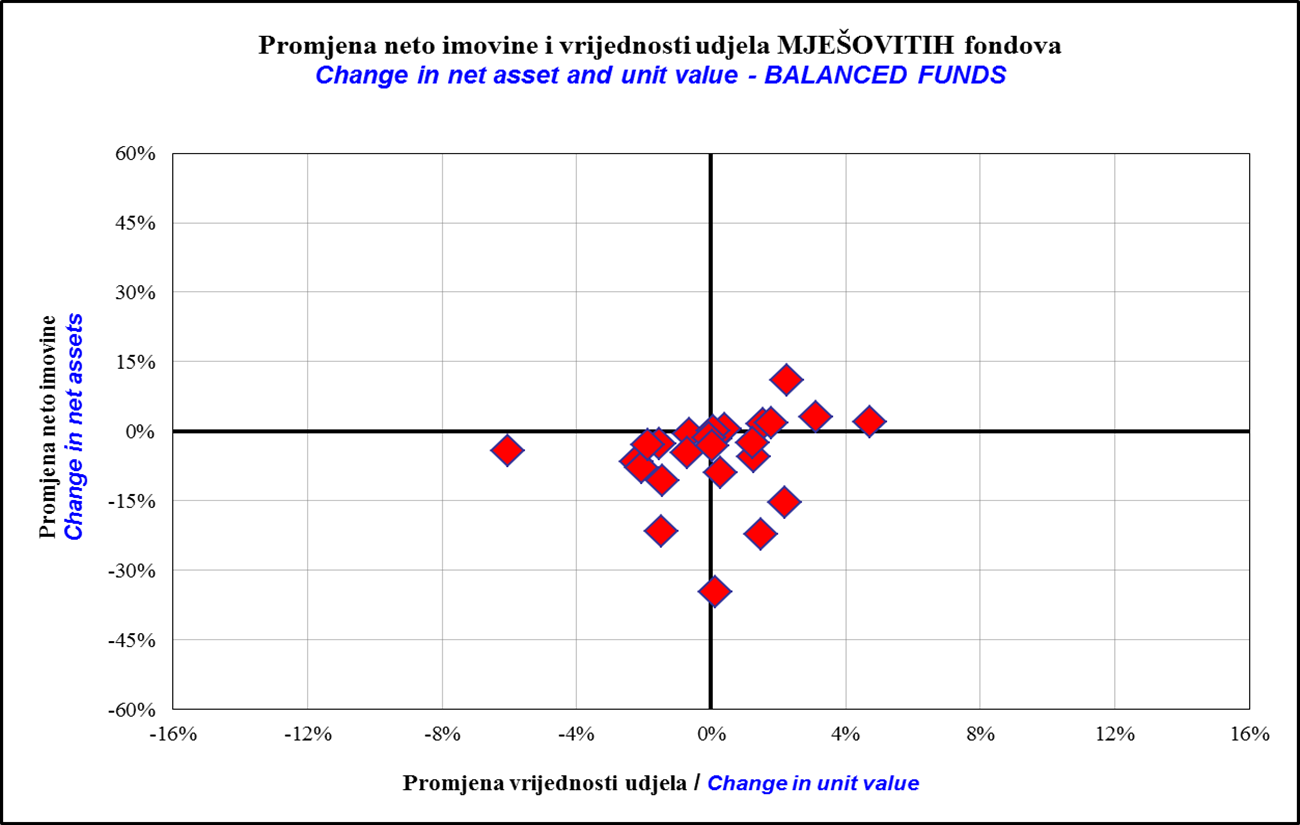 Promjena neto imovine i vrijednosti udjela MJEŠOVITIH fondova
Change in net asset and unit value - BALANCED FUNDS
Promjena neto imovine
Change in net assets
60%
45%
30%
15%
0%
-15%
-30%
-45%
-60%
-16% -12% -8% -4% 0% 4% 8% 12% 16%
Promjena vrijednosti udjela / Change in unit value